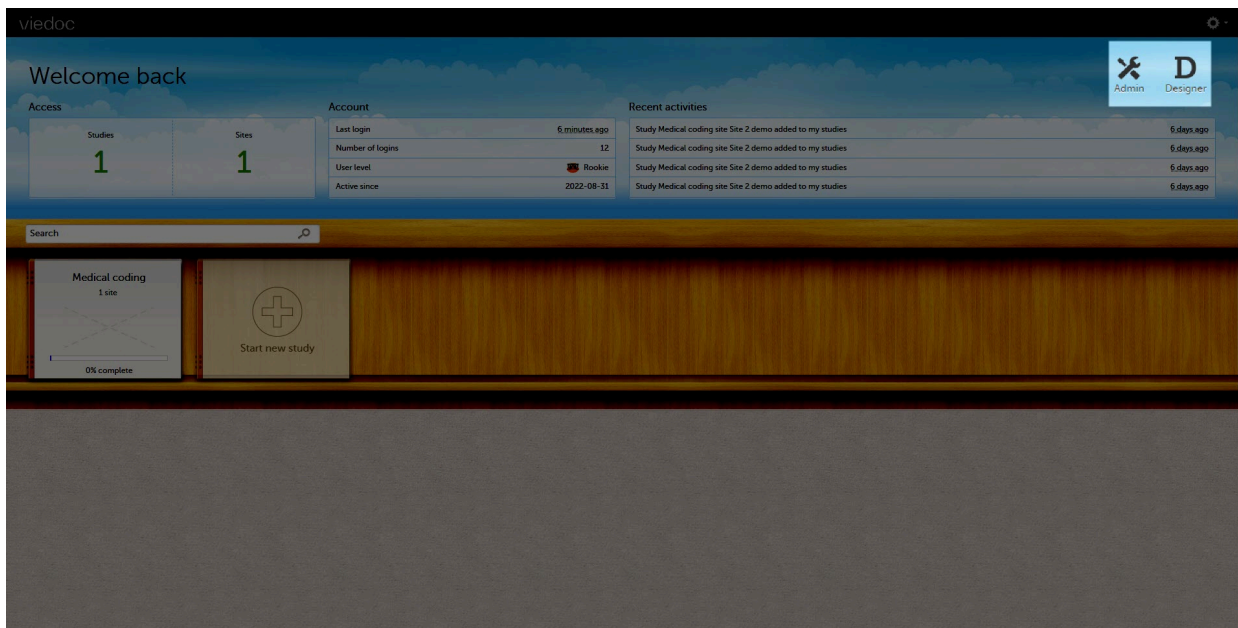 viedoc
Welcome back
Admin
Designer
Access
Studies
1
Sites
1
Account
Last login 6 minutes ago
Number of logins 12
User level Rookie
Active since 2022-08-31
Recent activities
Study Medical coding site Site 2 demo added to my studies 6 days ago
Study Medical coding site Site 2 demo added to my studies 6 days ago
Study Medical coding site Site 2 demo added to my studies 6 days ago
Study Medical coding site Site 2 demo added to my studies 6 days ago
Search
Medical coding
1 site
0% complete
Start new study